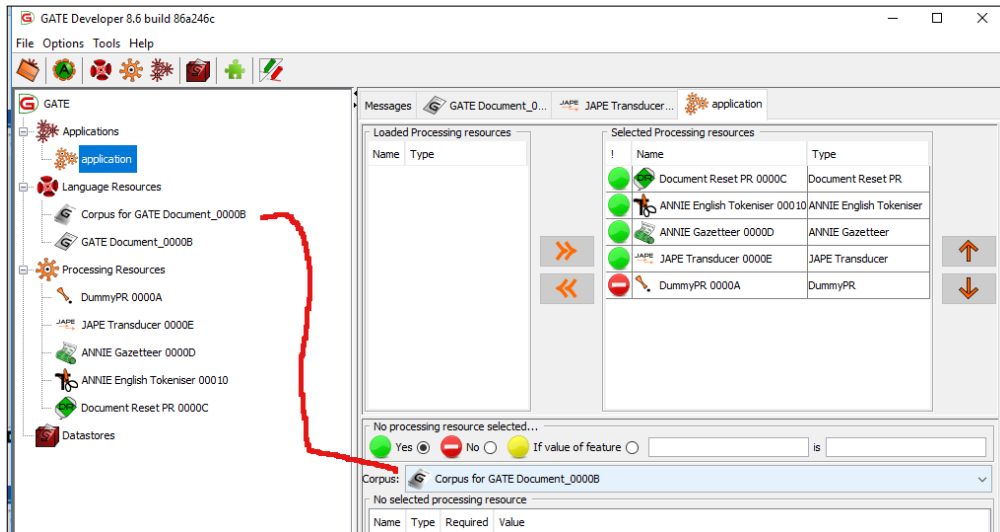 GATE Developer 8.6 build 86a246c
File Options Tools Help
GATE
Applications
application
Language Resources
Corpus for GATE Document_0000B
GATE Document_0000B
Processing Resources
DummyPR 0000A
JAPE JAPE Transducer 0000E
ANNIE Gazetteer 0000D
ANNIE English Tokeniser 00010
DR Document Reset PR 0000C
Datastores
Messages GATE Document_0... JAPE JAPE Transducer... application
Loaded Processing resources
Name Type
Selected Processing resources
! Name Type
DR Document Reset PR 0000C Document Reset PR
ANNIE English Tokeniser 00010 ANNIE English Tokeniser
ANNIE Gazetteer 0000D ANNIE Gazetteer
JAPE JAPE Transducer 0000E JAPE Transducer
DummyPR 0000A DummyPR
No processing resource selected...
Yes No If value of feature is
Corpus: Corpus for GATE Document_0000B
No selected processing resource
Name Type Required Value